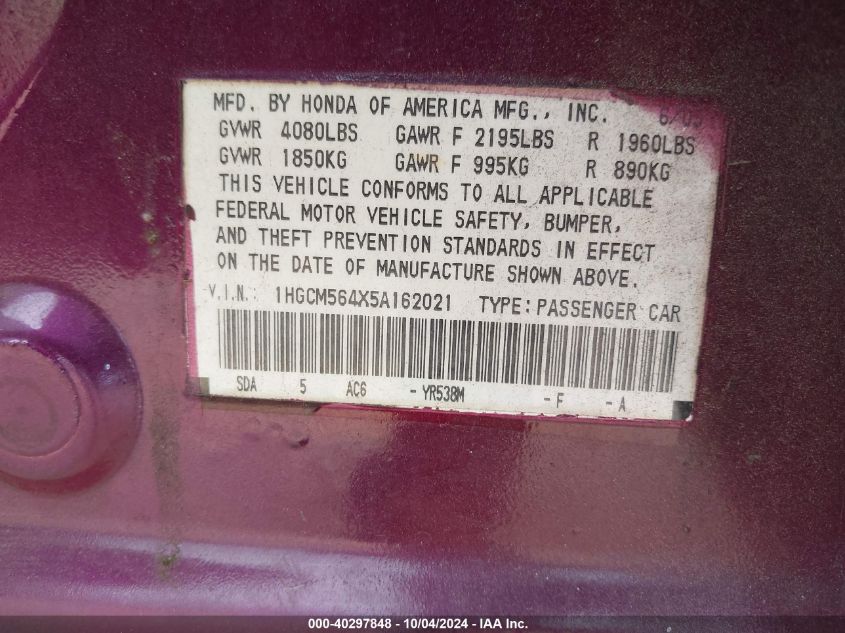 MFD. BY HONDA OF AMERICA MFG., INC. 6/05
GVWR 4080LBS GAWR F 2195LBS R 1960LBS
GVWR 1850KG GAWR F 995KG R 890KG
THIS VEHICLE CONFORMS TO ALL APPLICABLE
FEDERAL MOTOR VEHICLE SAFETY, BUMPER,
AND THEFT PREVENTION STANDARDS IN EFFECT
ON THE DATE OF MANUFACTURE SHOWN ABOVE.
V.I.N.: 1HGCM564X5A162021 TYPE:PASSENGER CAR
SDA 5 AC6 -YR538M -F -A
000-40297848 - 10/04/2024 - IAA Inc.